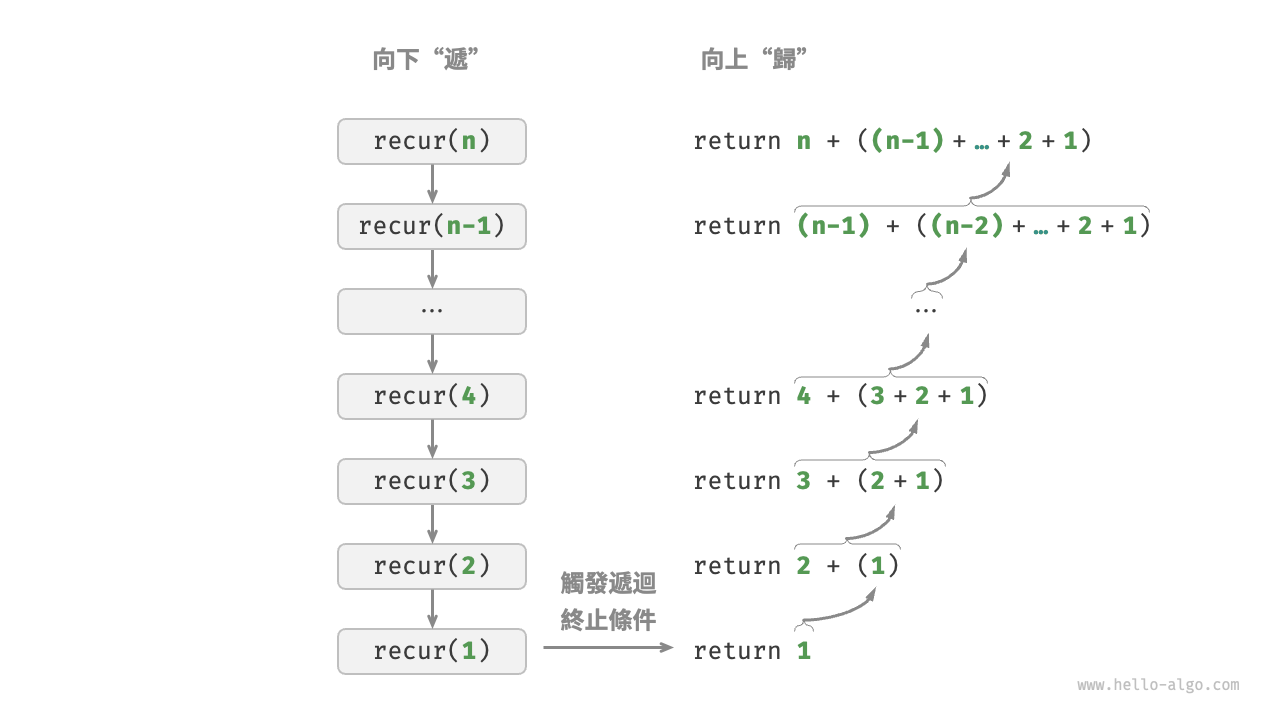 向下“遞”
向上“歸”
recur(n)
return n + ((n-1) + … + 2 + 1)
recur(n-1)
return (n-1) + ((n-2) + … + 2 + 1)
…
…
recur(4)
return 4 + (3 + 2 + 1)
recur(3)
return 3 + (2 + 1)
recur(2)
return 2 + (1)
觸發遞迴
終止條件
recur(1)
return 1
www.hello-algo.com